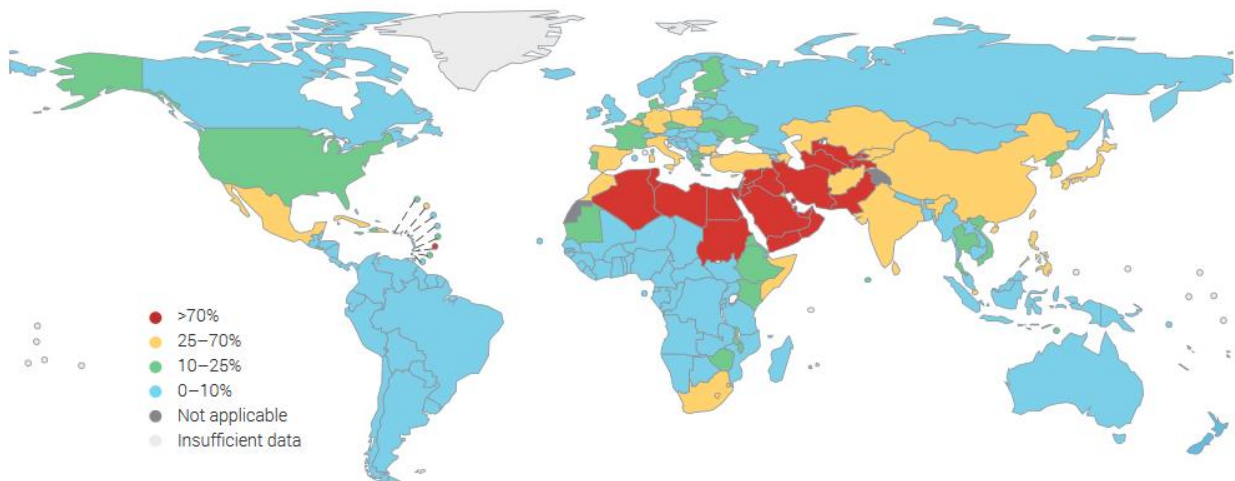 >70%
25–70%
10–25%
0–10%
Not applicable
Insufficient data